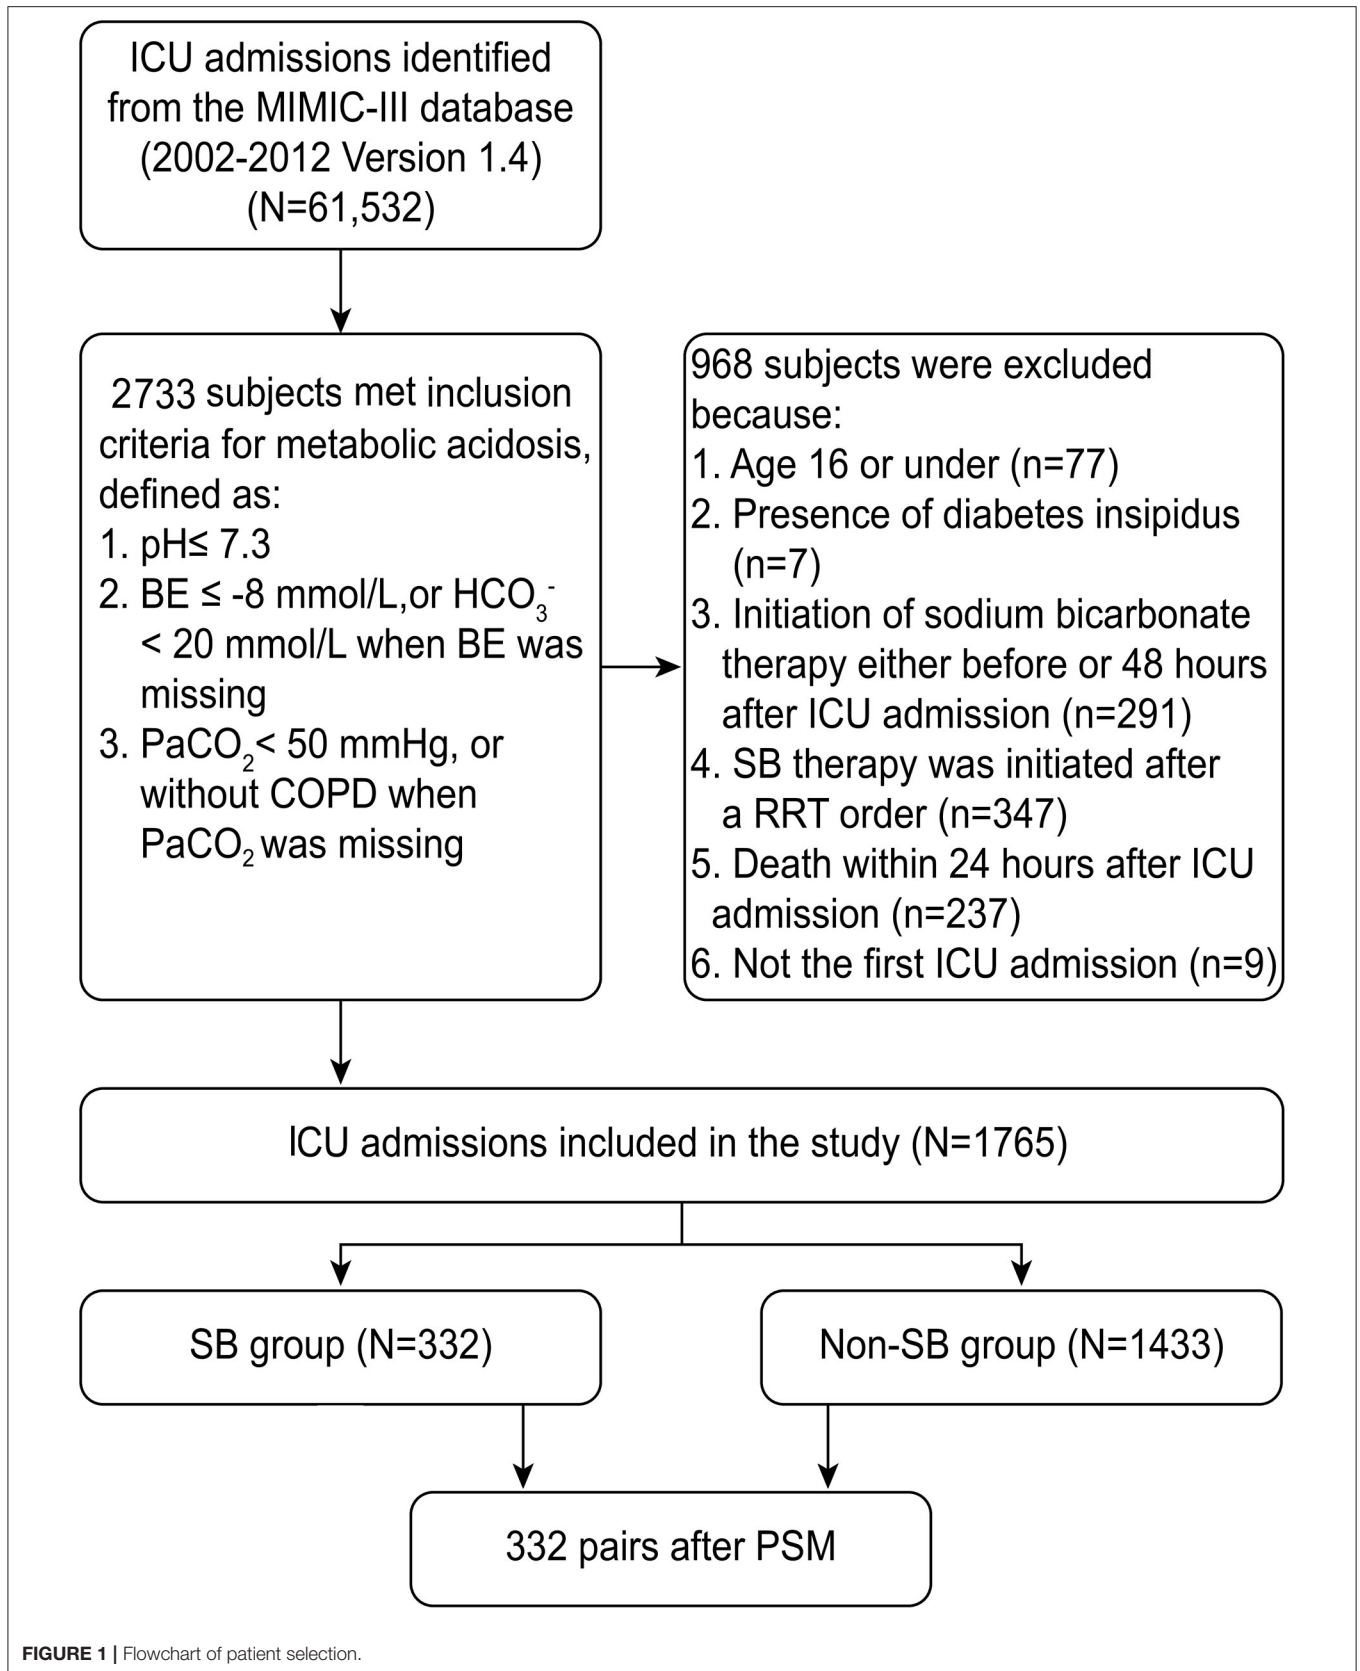 ICU admissions identified
from the MIMIC-III database
(2002-2012 Version 1.4)
(N=61,532)
2733 subjects met inclusion
criteria for metabolic acidosis,
defined as:
1. pH≤ 7.3
2. BE ≤ -8 mmol/L,or HCO₃⁻
< 20 mmol/L when BE was
missing
3. PaCO₂< 50 mmHg, or
without COPD when
PaCO₂ was missing
968 subjects were excluded
because:
1. Age 16 or under (n=77)
2. Presence of diabetes insipidus
(n=7)
3. Initiation of sodium bicarbonate
therapy either before or 48 hours
after ICU admission (n=291)
4. SB therapy was initiated after
a RRT order (n=347)
5. Death within 24 hours after ICU
admission (n=237)
6. Not the first ICU admission (n=9)
ICU admissions included in the study (N=1765)
SB group (N=332)
Non-SB group (N=1433)
332 pairs after PSM
FIGURE 1 | Flowchart of patient selection.